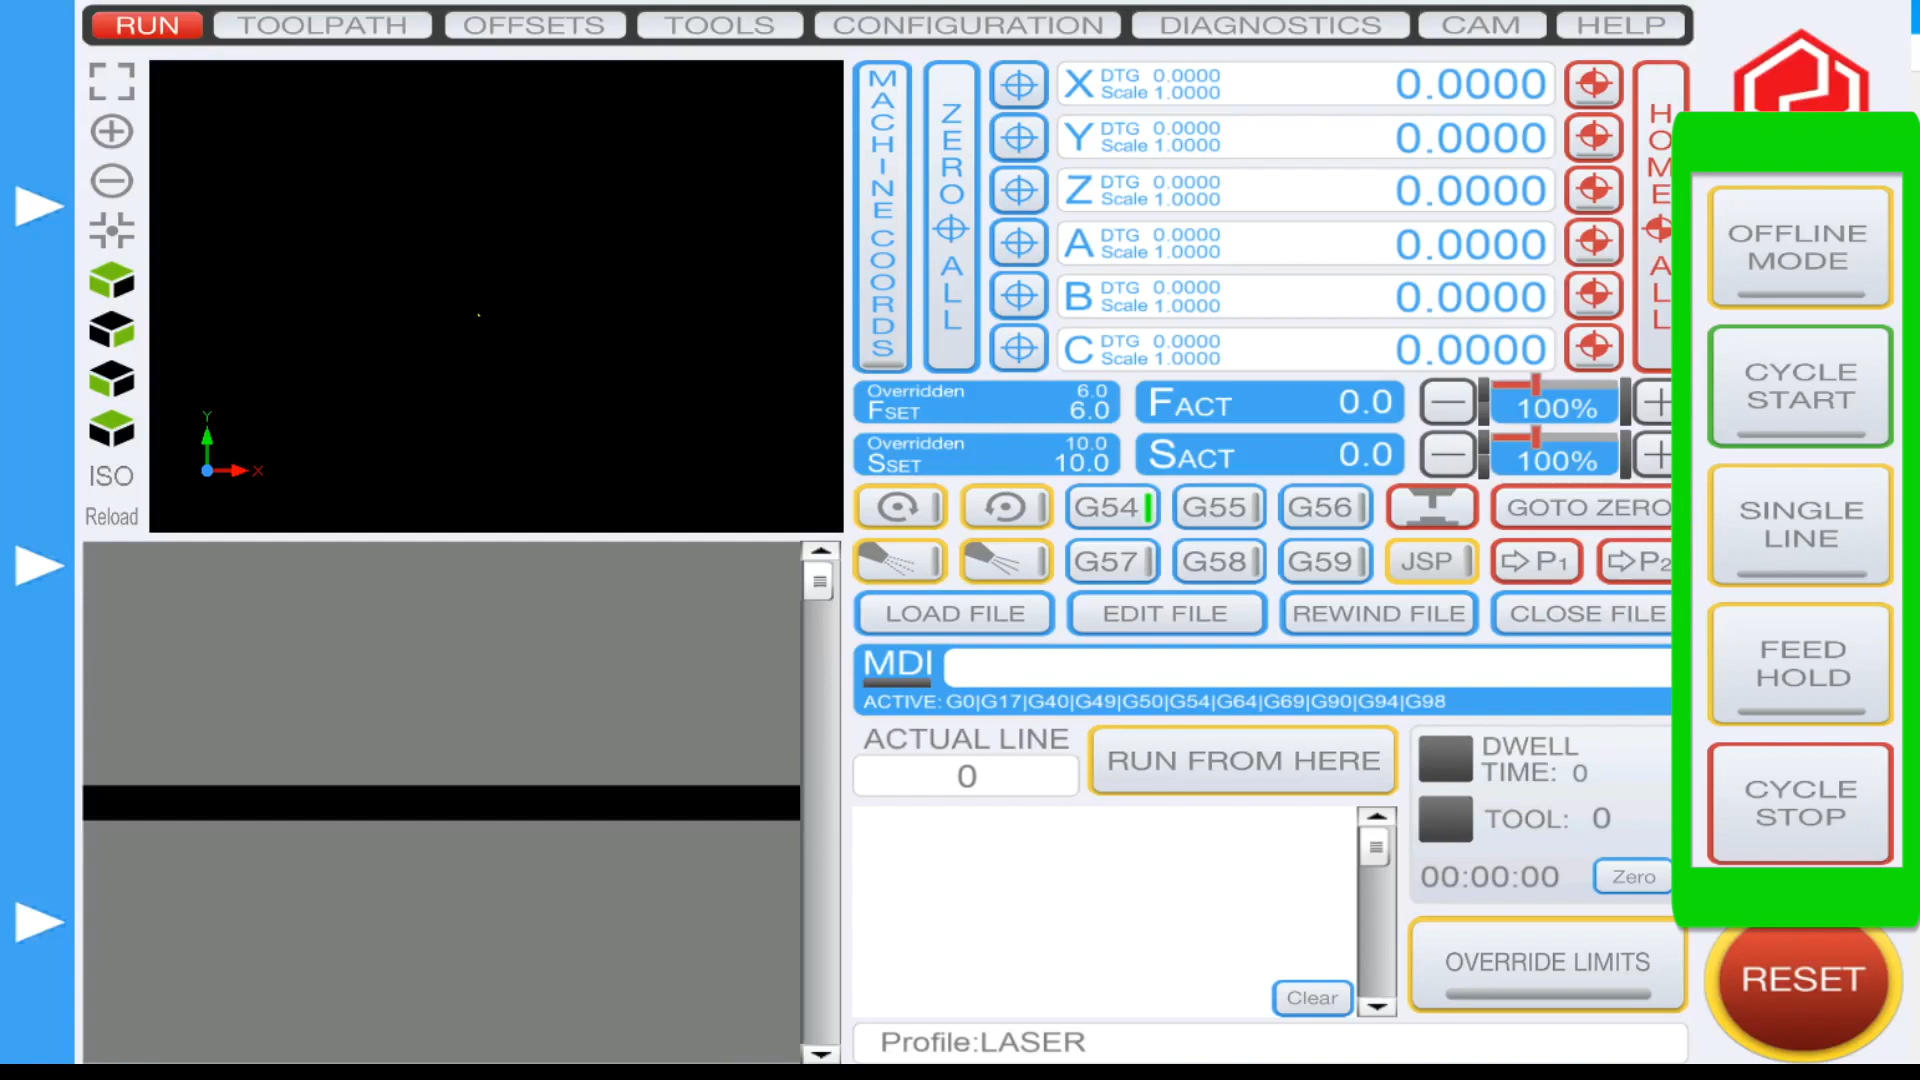 RUN TOOLPATH OFFSETS TOOLS CONFIGURATION DIAGNOSTICS CAM HELP
MACHINE COORDS
ZERO ALL
HOME ALL
X DTG 0.0000 Scale 1.0000 0.0000
Y DTG 0.0000 Scale 1.0000 0.0000
Z DTG 0.0000 Scale 1.0000 0.0000
A DTG 0.0000 Scale 1.0000 0.0000
B DTG 0.0000 Scale 1.0000 0.0000
C DTG 0.0000 Scale 1.0000 0.0000
Y
X
ISO
Reload
Overridden 6.0
FSET 6.0
FACT 0.0
100%
Overridden 10.0
SSET 10.0
SACT 0.0
100%
G54 G55 G56 GOTO ZERO
G57 G58 G59 JSP P1 P2
LOAD FILE EDIT FILE REWIND FILE CLOSE FILE
MDI
ACTIVE: G0|G17|G40|G49|G50|G54|G64|G69|G90|G94|G98
ACTUAL LINE
0
RUN FROM HERE
DWELL
TIME: 0
TOOL: 0
00:00:00 Zero
OVERRIDE LIMITS
Clear
Profile:LASER
OFFLINE
MODE
CYCLE
START
SINGLE
LINE
FEED
HOLD
CYCLE
STOP
RESET